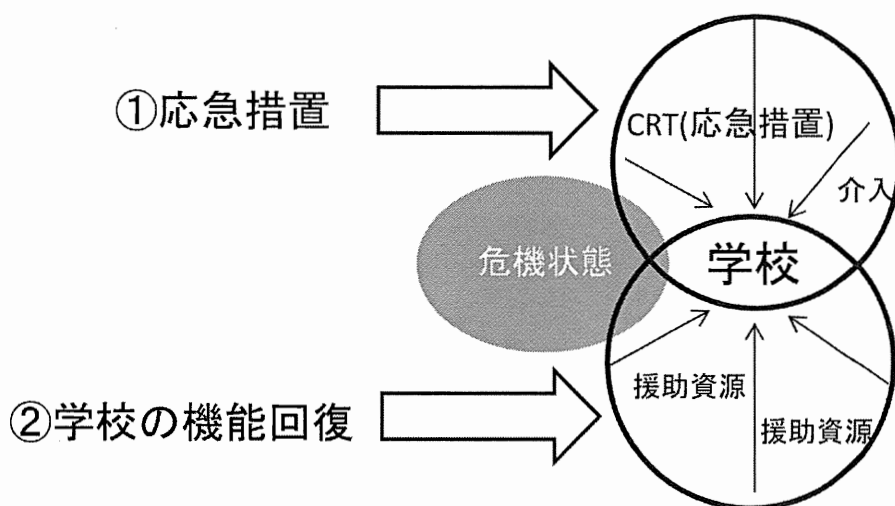 ①応急措置
CRT(応急措置)
介入
危機状態
学校
②学校の機能回復
援助資源
援助資源